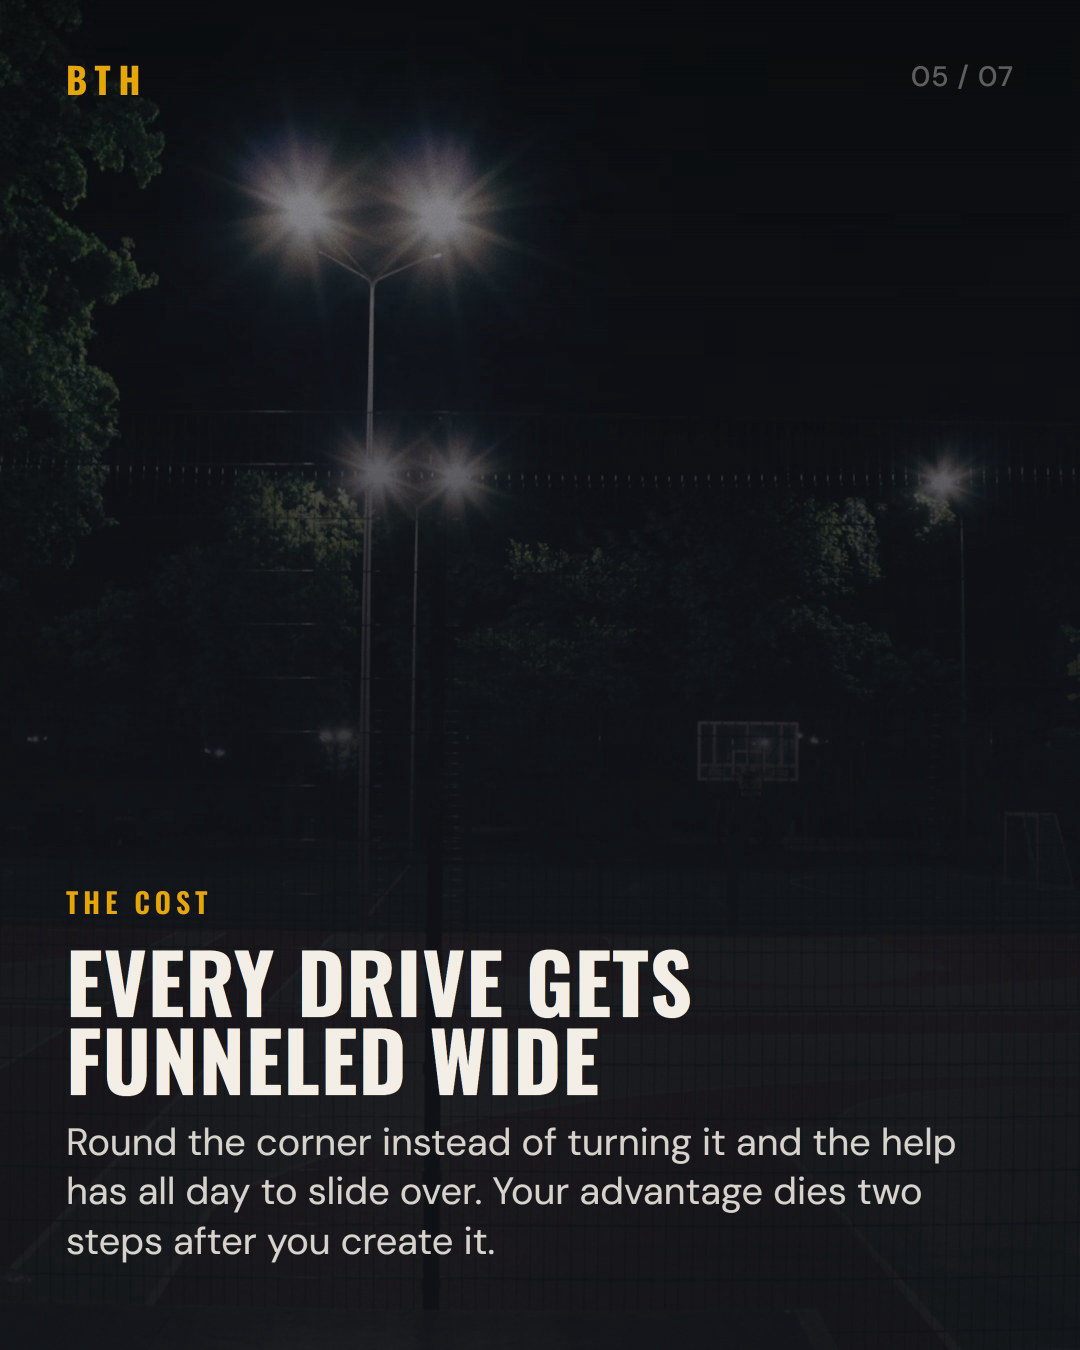 BTH
05 / 07
THE COST
EVERY DRIVE GETS
FUNNELED WIDE
Round the corner instead of turning it and the help
has all day to slide over. Your advantage dies two
steps after you create it.